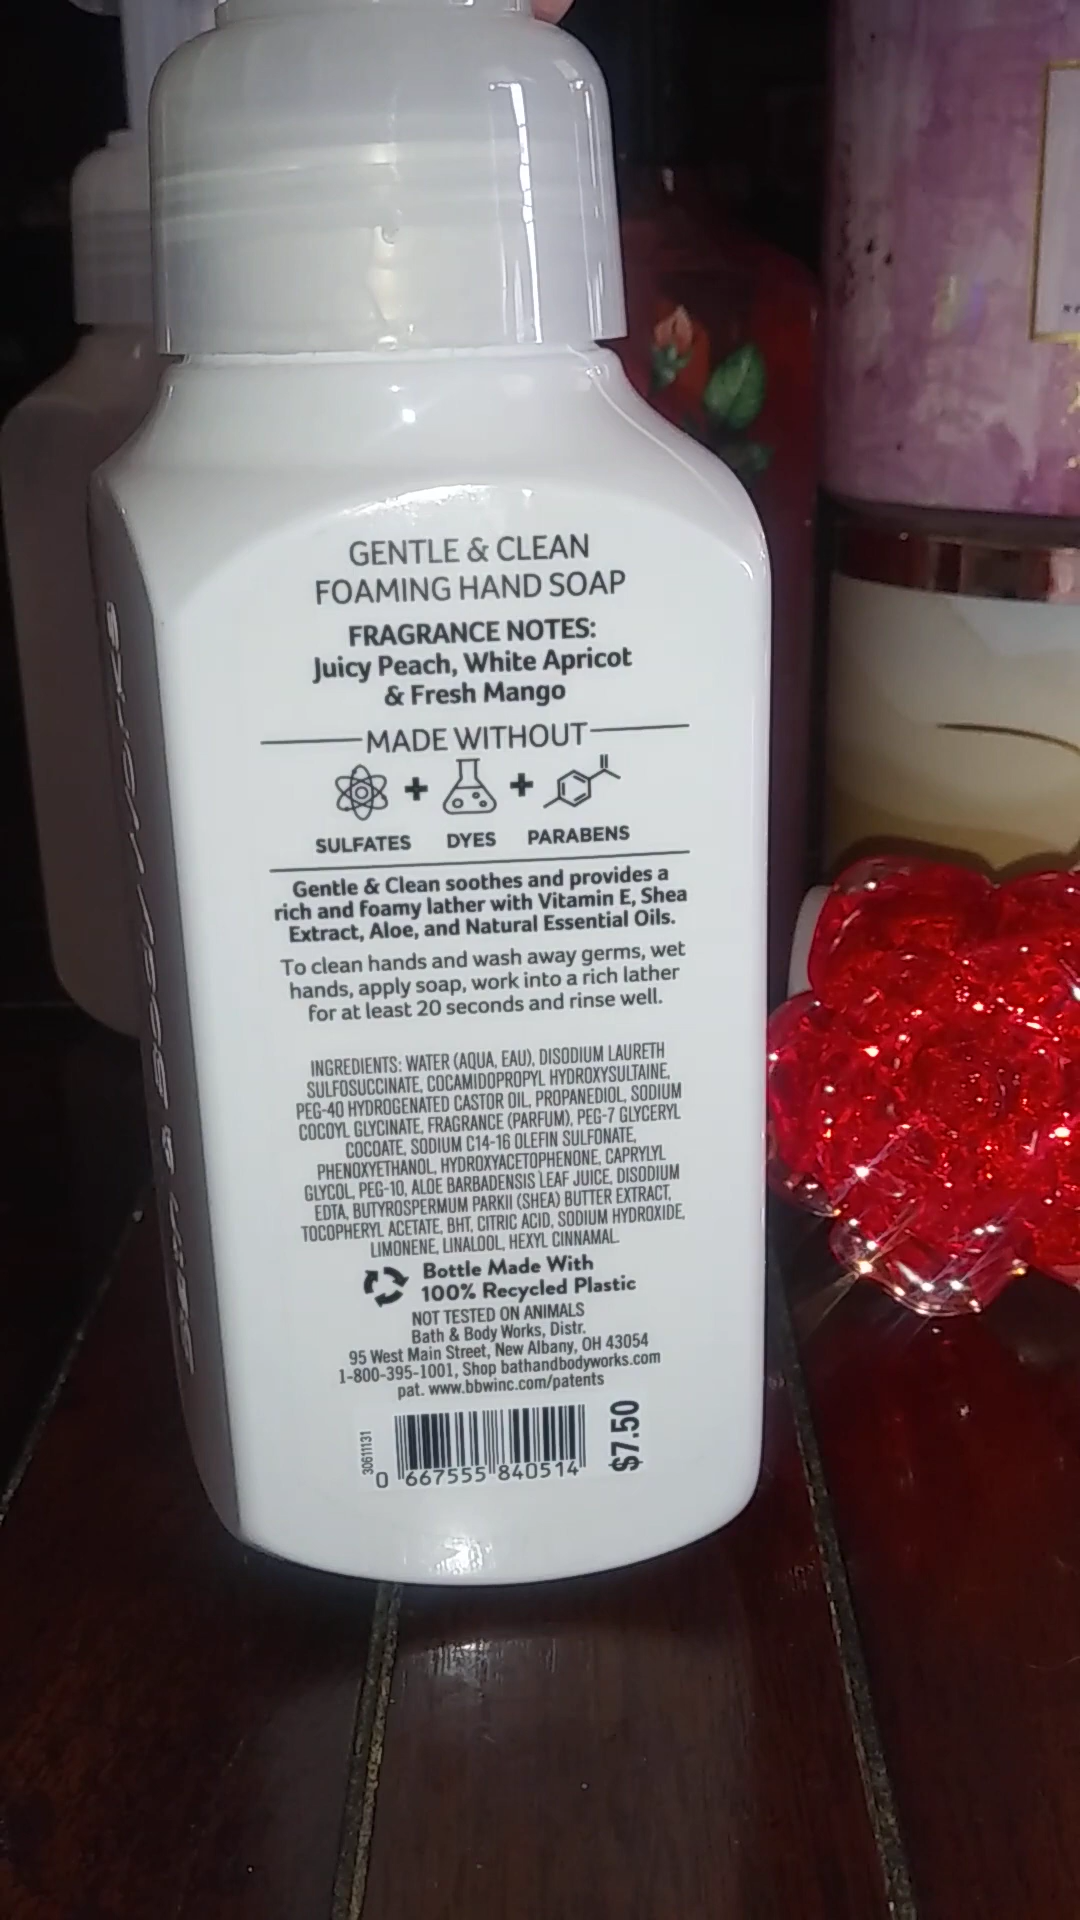 GENTLE & CLEAN
FOAMING HAND SOAP
FRAGRANCE NOTES:
Juicy Peach, White Apricot
& Fresh Mango
MADE WITHOUT
SULFATES + DYES + PARABENS
Gentle & Clean soothes and provides a
rich and foamy lather with Vitamin E, Shea
Extract, Aloe, and Natural Essential Oils.
To clean hands and wash away germs, wet
hands, apply soap, work into a rich lather
for at least 20 seconds and rinse well.
INGREDIENTS: WATER (AQUA, EAU), DISODIUM LAURETH
SULFOSUCCINATE, COCAMIDOPROPYL HYDROXYSULTAINE,
PEG-40 HYDROGENATED CASTOR OIL, PROPANEDIOL, SODIUM
COCOYL GLYCINATE, FRAGRANCE (PARFUM), PEG-7 GLYCERYL
COCOATE, SODIUM C14-16 OLEFIN SULFONATE,
PHENOXYETHANOL, HYDROXYACETOPHENONE, CAPRYLYL
GLYCOL, PEG-10, ALOE BARBADENSIS LEAF JUICE, DISODIUM
EDTA, BUTYROSPERMUM PARKII (SHEA) BUTTER EXTRACT,
TOCOPHERYL ACETATE, BHT, CITRIC ACID, SODIUM HYDROXIDE,
LIMONENE, LINALOOL, HEXYL CINNAMAL.
Bottle Made With
100% Recycled Plastic
NOT TESTED ON ANIMALS
Bath & Body Works, Distr.
95 West Main Street, New Albany, OH 43054
1-800-395-1001, Shop bathandbodyworks.com
pat. www.bbwinc.com/patents
30611131
0 667555 840514
$7.50